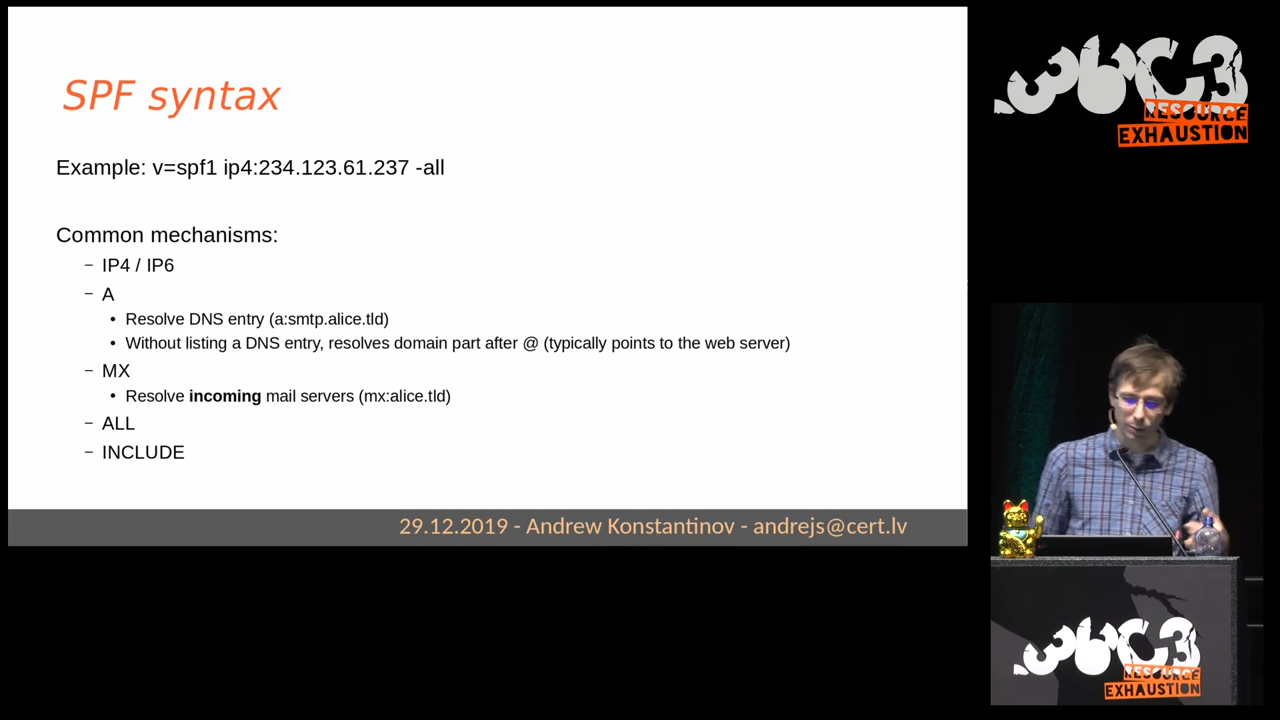 SPF syntax
Example: v=spf1 ip4:234.123.61.237 -all
Common mechanisms:
– IP4 / IP6
– A
• Resolve DNS entry (a:smtp.alice.tld)
• Without listing a DNS entry, resolves domain part after @ (typically points to the web server)
– MX
• Resolve incoming mail servers (mx:alice.tld)
– ALL
– INCLUDE
29.12.2019 - Andrew Konstantinov - andrejs@cert.lv
36C3
RESOURCE
EXHAUSTION
36C3
RESOURCE
EXHAUSTION